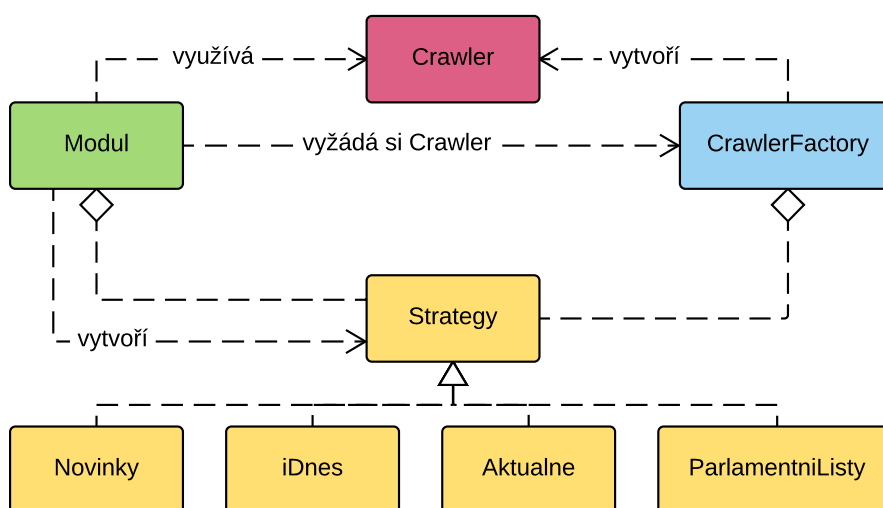 využívá
Crawler
vytvoří
Modul
vyžádá si Crawler
CrawlerFactory
Strategy
vytvoří
Novinky
iDnes
Aktualne
ParlamentniListy